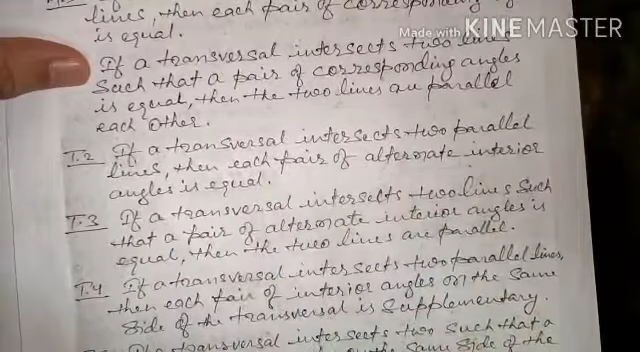 lines, then each pair of corresponding
is equal.
Made with KINEMASTER
If a transversal intersects two lines
Such that a pair of corresponding angles
is equal, then the two lines are parallel
each other.
T.2 If a transversal intersects two parallel
lines, then each pair of alternate interior
angles is equal.
T.3 If a transversal intersects two lines Such
that a pair of alternate interior angles is
equal, then the two lines are parallel.
T.4 If a transversal intersects two parallel lines,
then each pair of interior angles on the Same
Side of the transversal is Supplementary.
transversal intersects two such that a
the Same Side of the